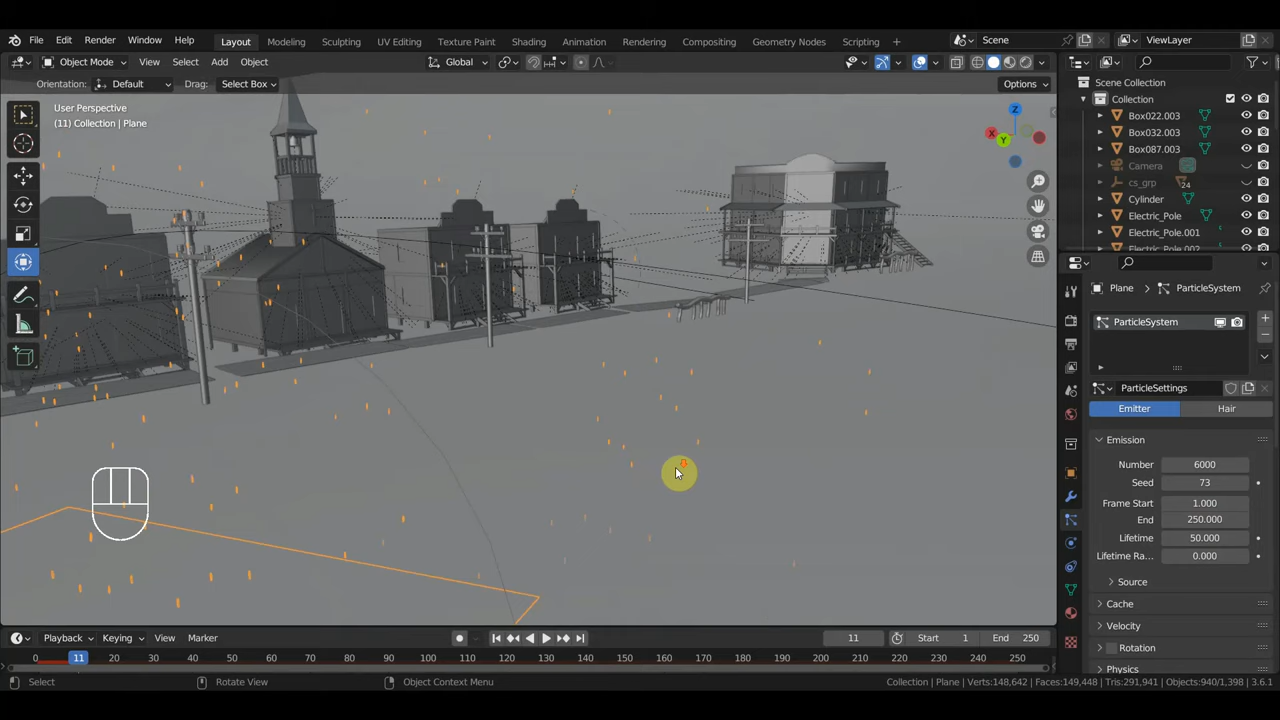 File Edit Render Window Help Layout Modeling Sculpting UV Editing Texture Paint Shading Animation Rendering Compositing Geometry Nodes Scripting + Scene ViewLayer
Object Mode View Select Add Object Global
Orientation: Default Drag: Select Box Options
User Perspective
(11) Collection | Plane
Z
X
Y
Scene Collection
Collection
Box022.003
Box032.003
Box087.003
Camera
cs_grp 24
Cylinder
Electric_Pole
Electric_Pole.001
Electric_Pole.002
Plane ParticleSystem
ParticleSystem
ParticleSettings
Emitter Hair
Emission
Number 6000
Seed 73
Frame Start 1.000
End 250.000
Lifetime 50.000
Lifetime Ra... 0.000
Source
Cache
Velocity
Rotation
Physics
Playback Keying View Marker 11 Start 1 End 250
0 11 20 30 40 50 60 70 80 90 100 110 120 130 140 150 160 170 180 190 200 210 220 230 240 250
Select Rotate View Object Context Menu Collection | Plane Verts:148,642 Faces:149,448 Tris:291,941 Objects:940/1,398 3.6.1